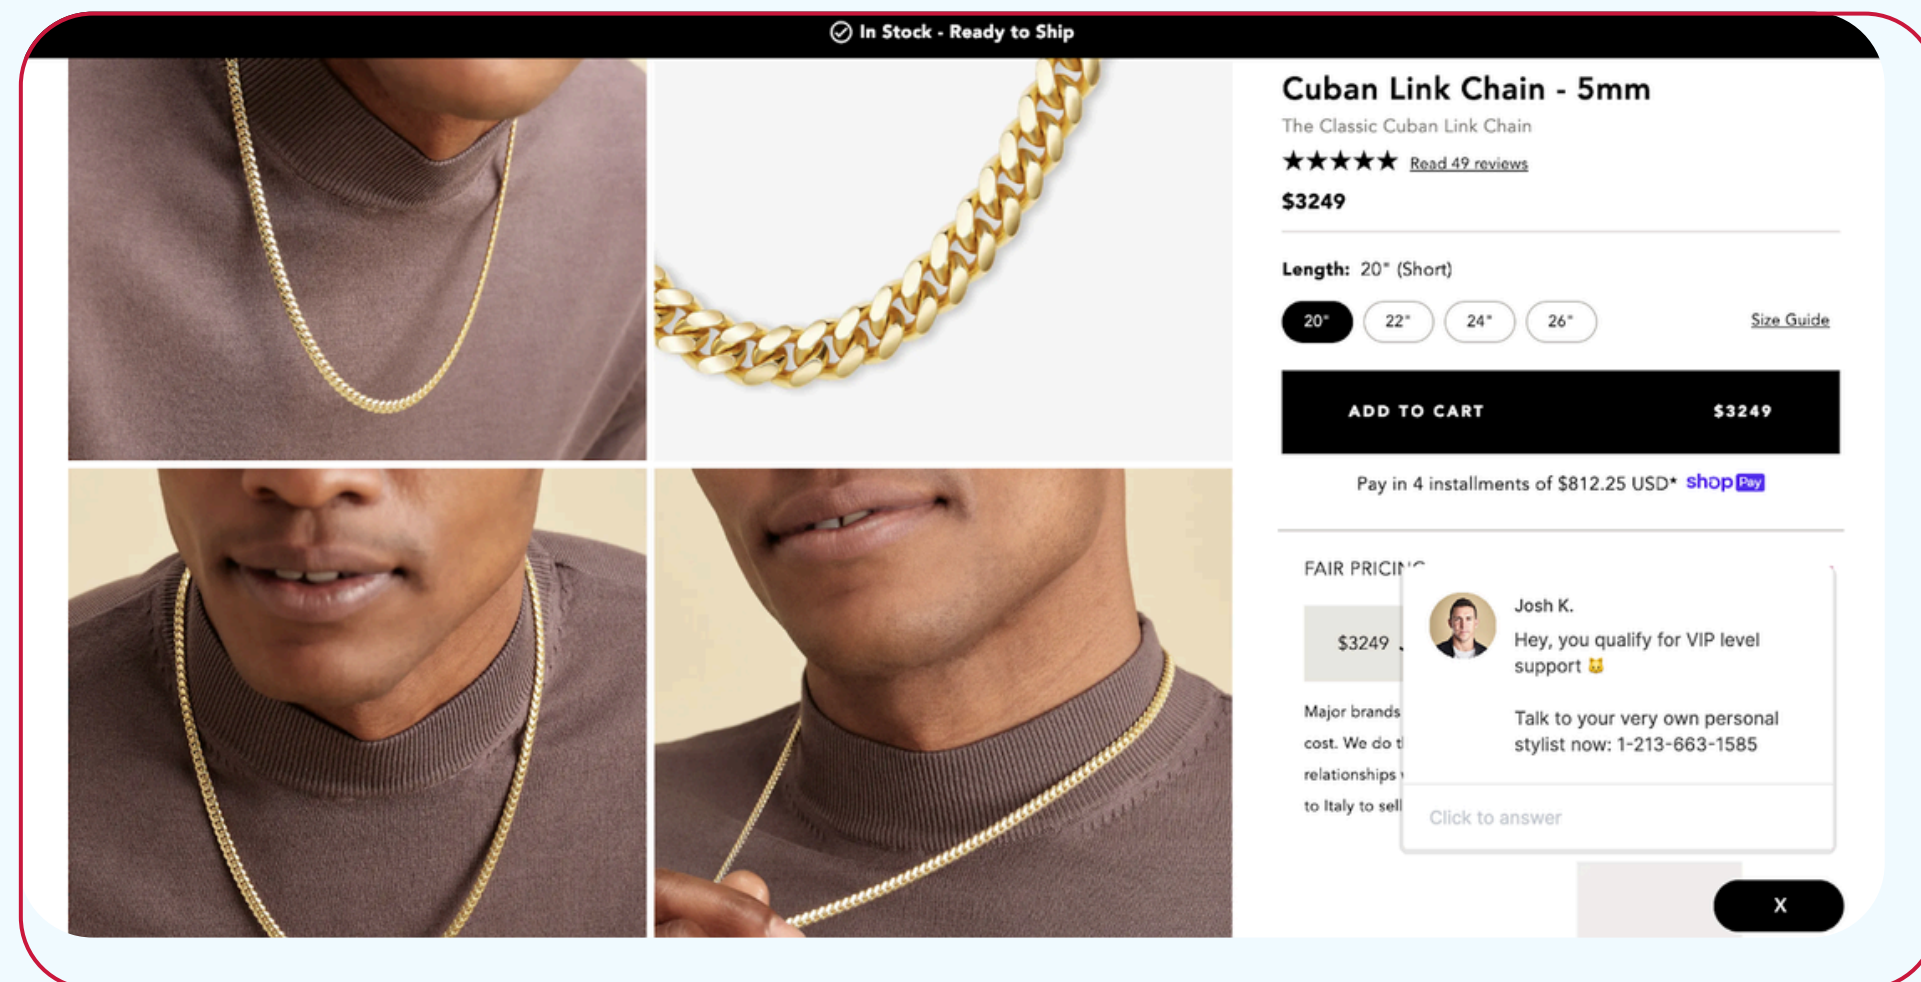 In Stock - Ready to Ship
Cuban Link Chain - 5mm
The Classic Cuban Link Chain
★★★★★ Read 49 reviews
$3249
Length: 20" (Short)
20" 22" 24" 26" Size Guide
ADD TO CART $3249
Pay in 4 installments of $812.25 USD* shop Pay
FAIR PRICING
$3249
Josh K.
Hey, you qualify for VIP level
support 😺
Talk to your very own personal
stylist now: 1-213-663-1585
Click to answer
Major brands
cost. We do
relationships
to Italy to sell
X